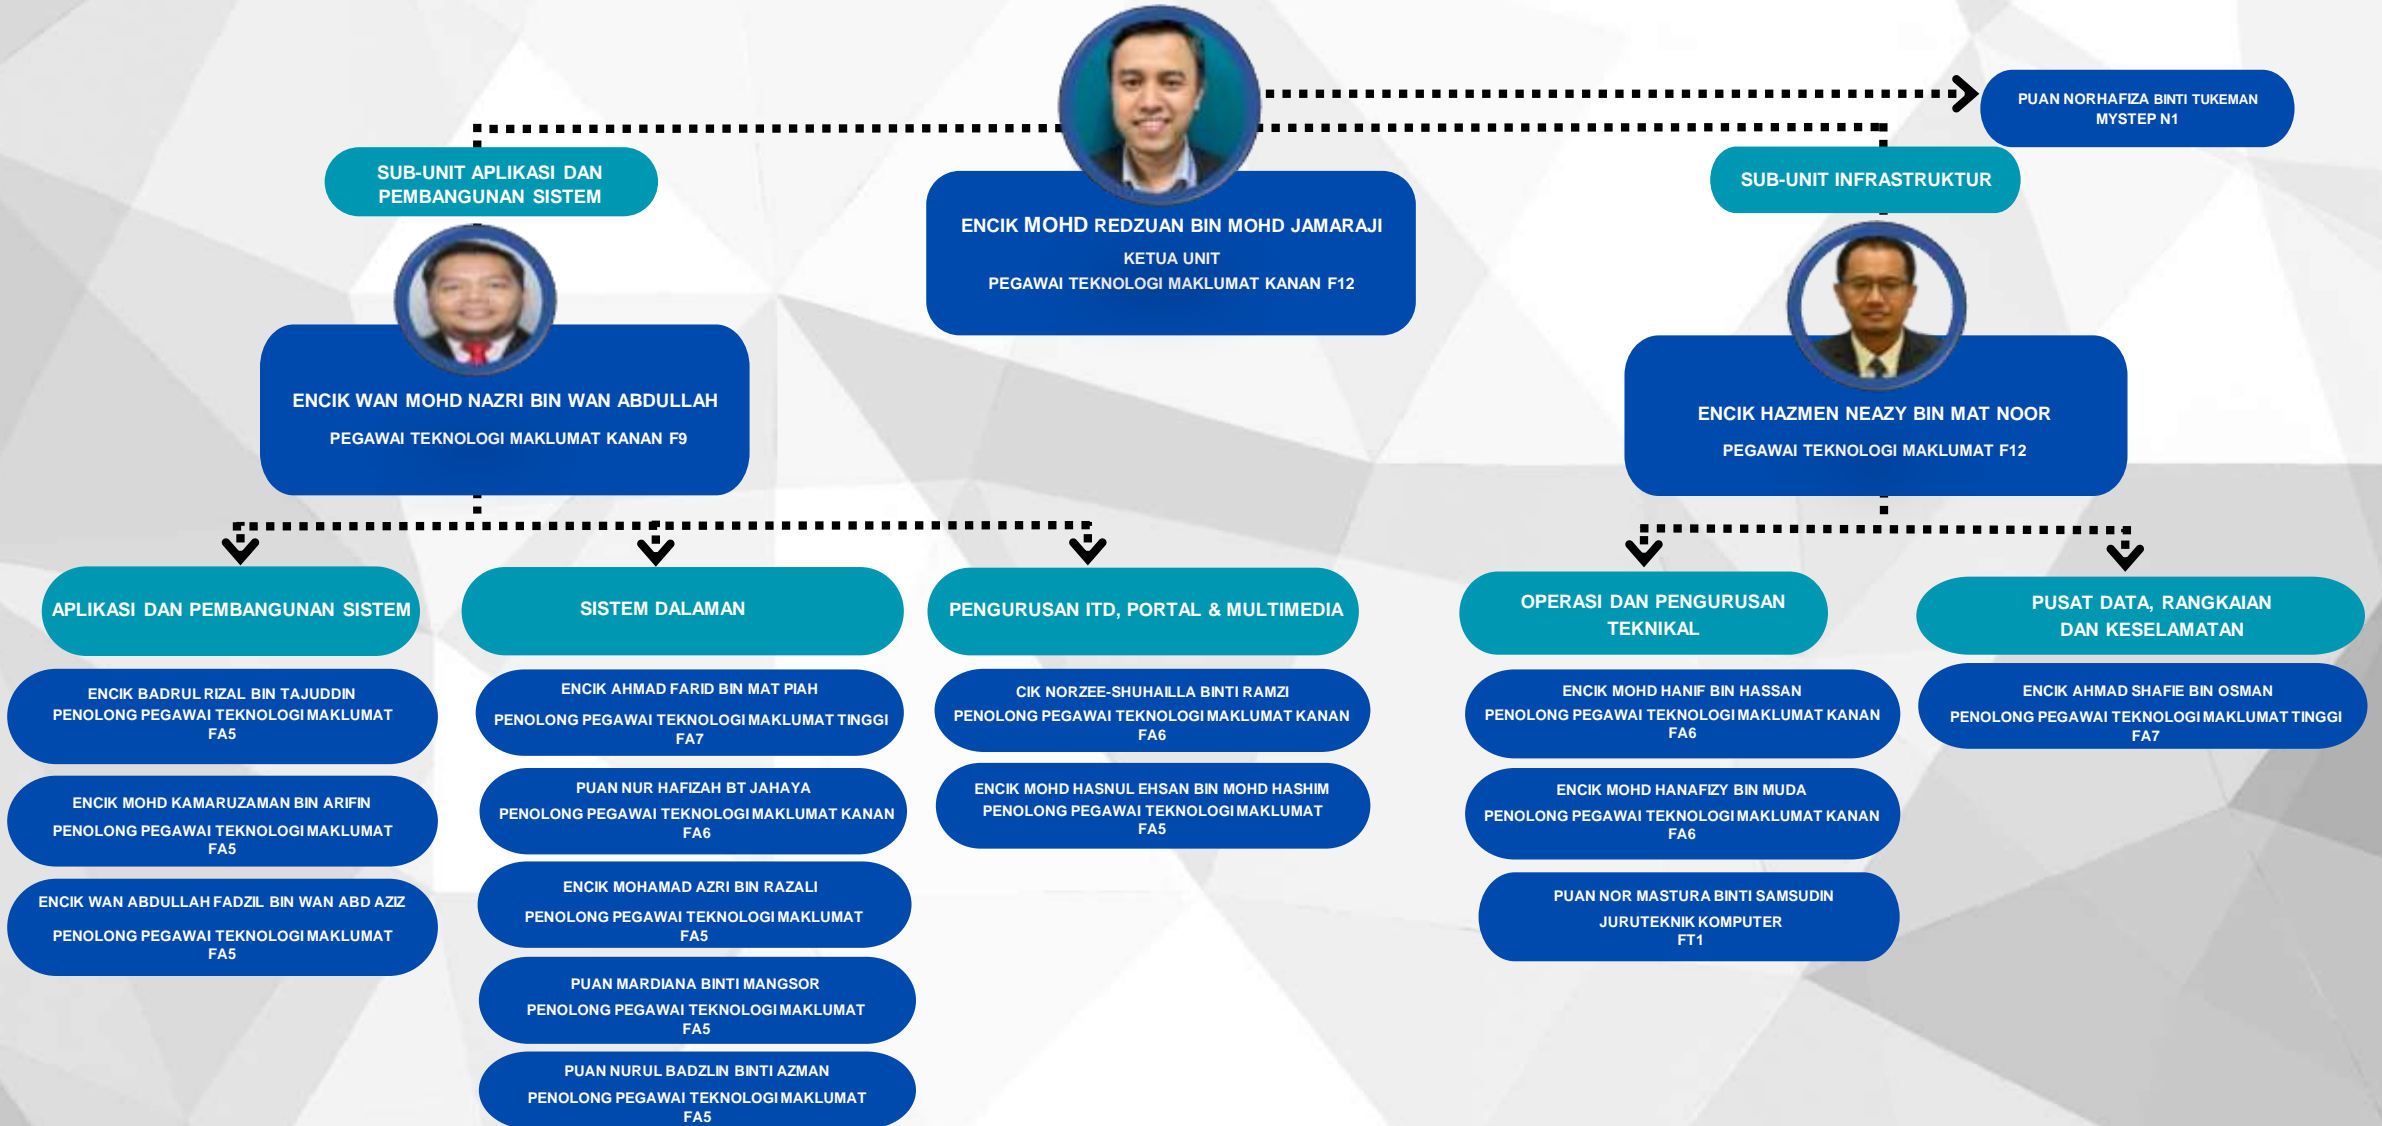 PUAN NORHAFIZA BINTI TUKEMAN
MYSTEP N1
ENCIK MOHD REDZUAN BIN MOHD JAMARAJI
KETUA UNIT
PEGAWAI TEKNOLOGI MAKLUMAT KANAN F12
SUB-UNIT APLIKASI DAN
PEMBANGUNAN SISTEM
ENCIK WAN MOHD NAZRI BIN WAN ABDULLAH
PEGAWAI TEKNOLOGI MAKLUMAT KANAN F9
SUB-UNIT INFRASTRUKTUR
ENCIK HAZMEN NEAZY BIN MAT NOOR
PEGAWAI TEKNOLOGI MAKLUMAT F12
APLIKASI DAN PEMBANGUNAN SISTEM
ENCIK BADRUL RIZAL BIN TAJUDDIN
PENOLONG PEGAWAI TEKNOLOGI MAKLUMAT
FA5
ENCIK MOHD KAMARUZAMAN BIN ARIFIN
PENOLONG PEGAWAI TEKNOLOGI MAKLUMAT
FA5
ENCIK WAN ABDULLAH FADZIL BIN WAN ABD AZIZ
PENOLONG PEGAWAI TEKNOLOGI MAKLUMAT
FA5
SISTEM DALAMAN
ENCIK AHMAD FARID BIN MAT PIAH
PENOLONG PEGAWAI TEKNOLOGI MAKLUMAT TINGGI
FA7
PUAN NUR HAFIZAH BT JAHAYA
PENOLONG PEGAWAI TEKNOLOGI MAKLUMAT KANAN
FA6
ENCIK MOHAMAD AZRI BIN RAZALI
PENOLONG PEGAWAI TEKNOLOGI MAKLUMAT
FA5
PUAN MARDIANA BINTI MANGSOR
PENOLONG PEGAWAI TEKNOLOGI MAKLUMAT
FA5
PUAN NURUL BADZLIN BINTI AZMAN
PENOLONG PEGAWAI TEKNOLOGI MAKLUMAT
FA5
PENGURUSAN ITD, PORTAL & MULTIMEDIA
CIK NORZEE-SHUHAILLA BINTI RAMZI
PENOLONG PEGAWAI TEKNOLOGI MAKLUMAT KANAN
FA6
ENCIK MOHD HASNUL EHSAN BIN MOHD HASHIM
PENOLONG PEGAWAI TEKNOLOGI MAKLUMAT
FA5
OPERASI DAN PENGURUSAN
TEKNIKAL
ENCIK MOHD HANIF BIN HASSAN
PENOLONG PEGAWAI TEKNOLOGI MAKLUMAT KANAN
FA6
ENCIK MOHD HANAFIZY BIN MUDA
PENOLONG PEGAWAI TEKNOLOGI MAKLUMAT KANAN
FA6
PUAN NOR MASTURA BINTI SAMSUDIN
JURUTEKNIK KOMPUTER
FT1
PUSAT DATA, RANGKAIAN
DAN KESELAMATAN
ENCIK AHMAD SHAFIE BIN OSMAN
PENOLONG PEGAWAI TEKNOLOGI MAKLUMAT TINGGI
FA7